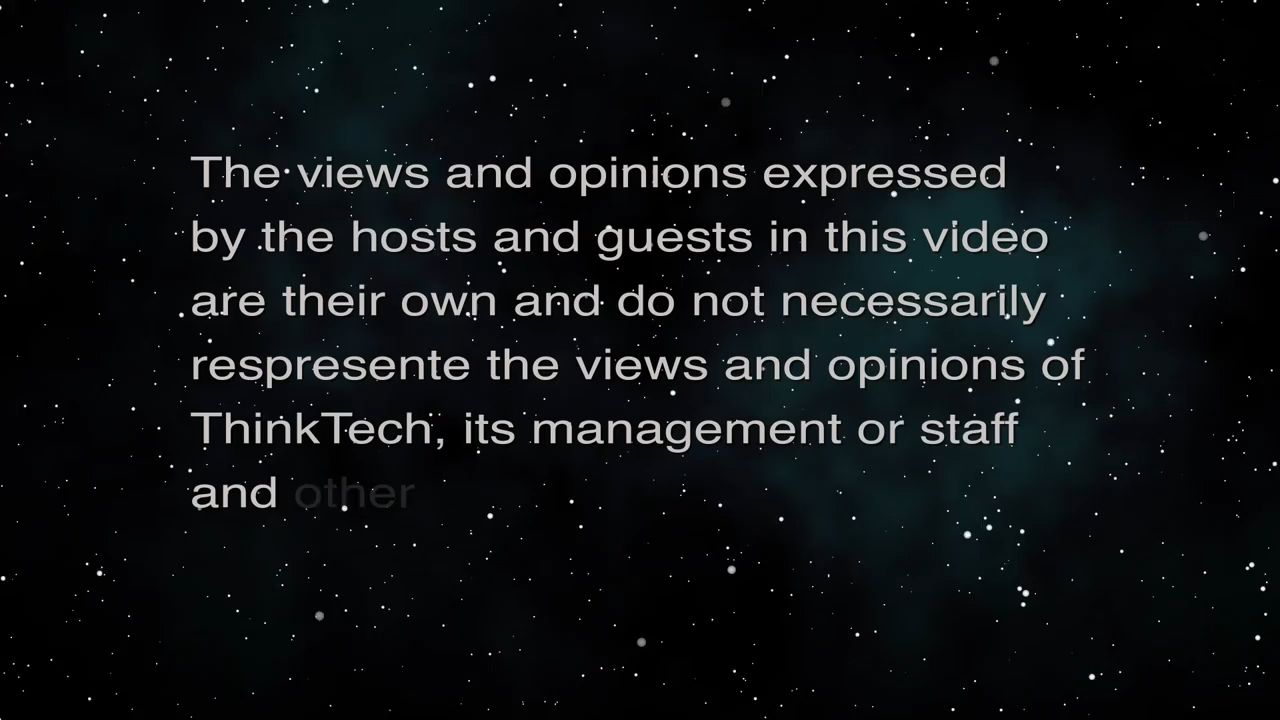 The views and opinions expressed
by the hosts and guests in this video
are their own and do not necessarily
respresente the views and opinions of
ThinkTech, its management or staff
and other